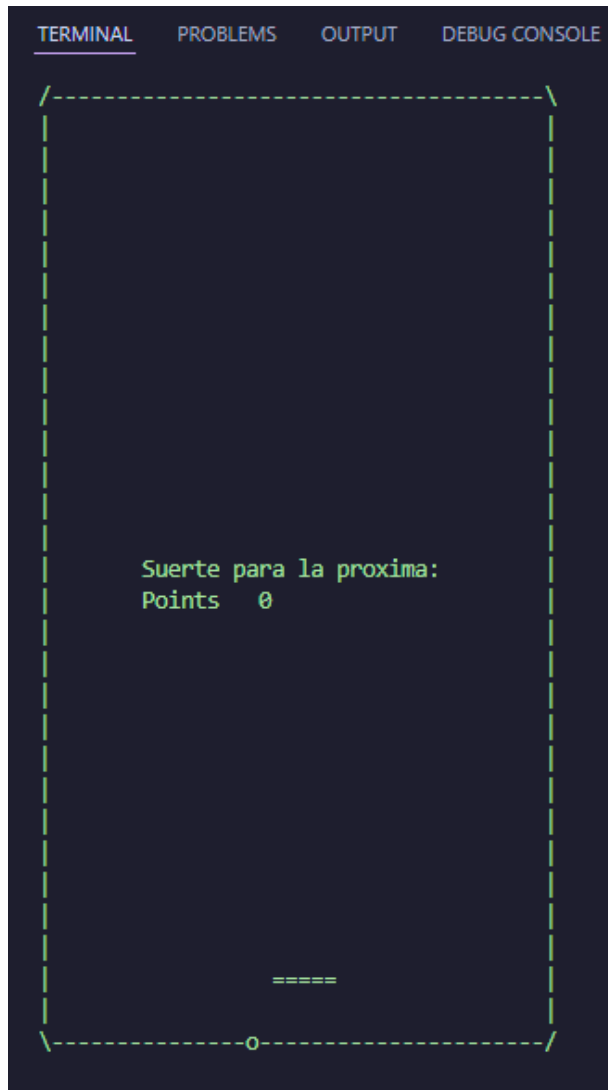 TERMINAL PROBLEMS OUTPUT DEBUG CONSOLE
Suerte para la proxima:
Points 0
=====
o